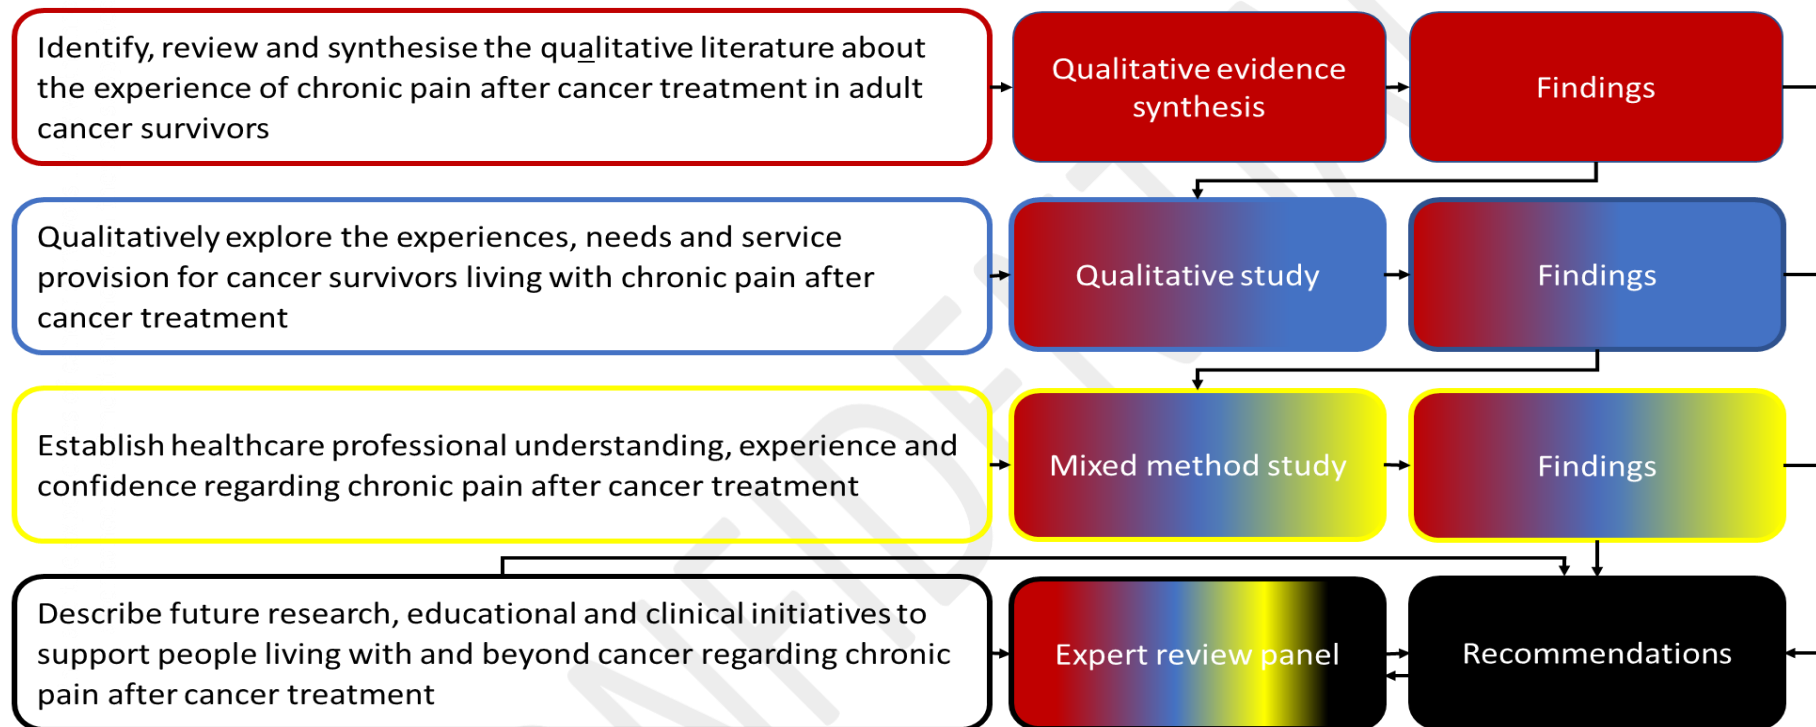 Identify, review and synthesise the qualitative literature about
the experience of chronic pain after cancer treatment in adult
cancer survivors
Qualitative evidence
synthesis
Findings
Qualitatively explore the experiences, needs and service
provision for cancer survivors living with chronic pain after
cancer treatment
Qualitative study
Findings
Establish healthcare professional understanding, experience and
confidence regarding chronic pain after cancer treatment
Mixed method study
Findings
Describe future research, educational and clinical initiatives to
support people living with and beyond cancer regarding chronic
pain after cancer treatment
Expert review panel
Recommendations